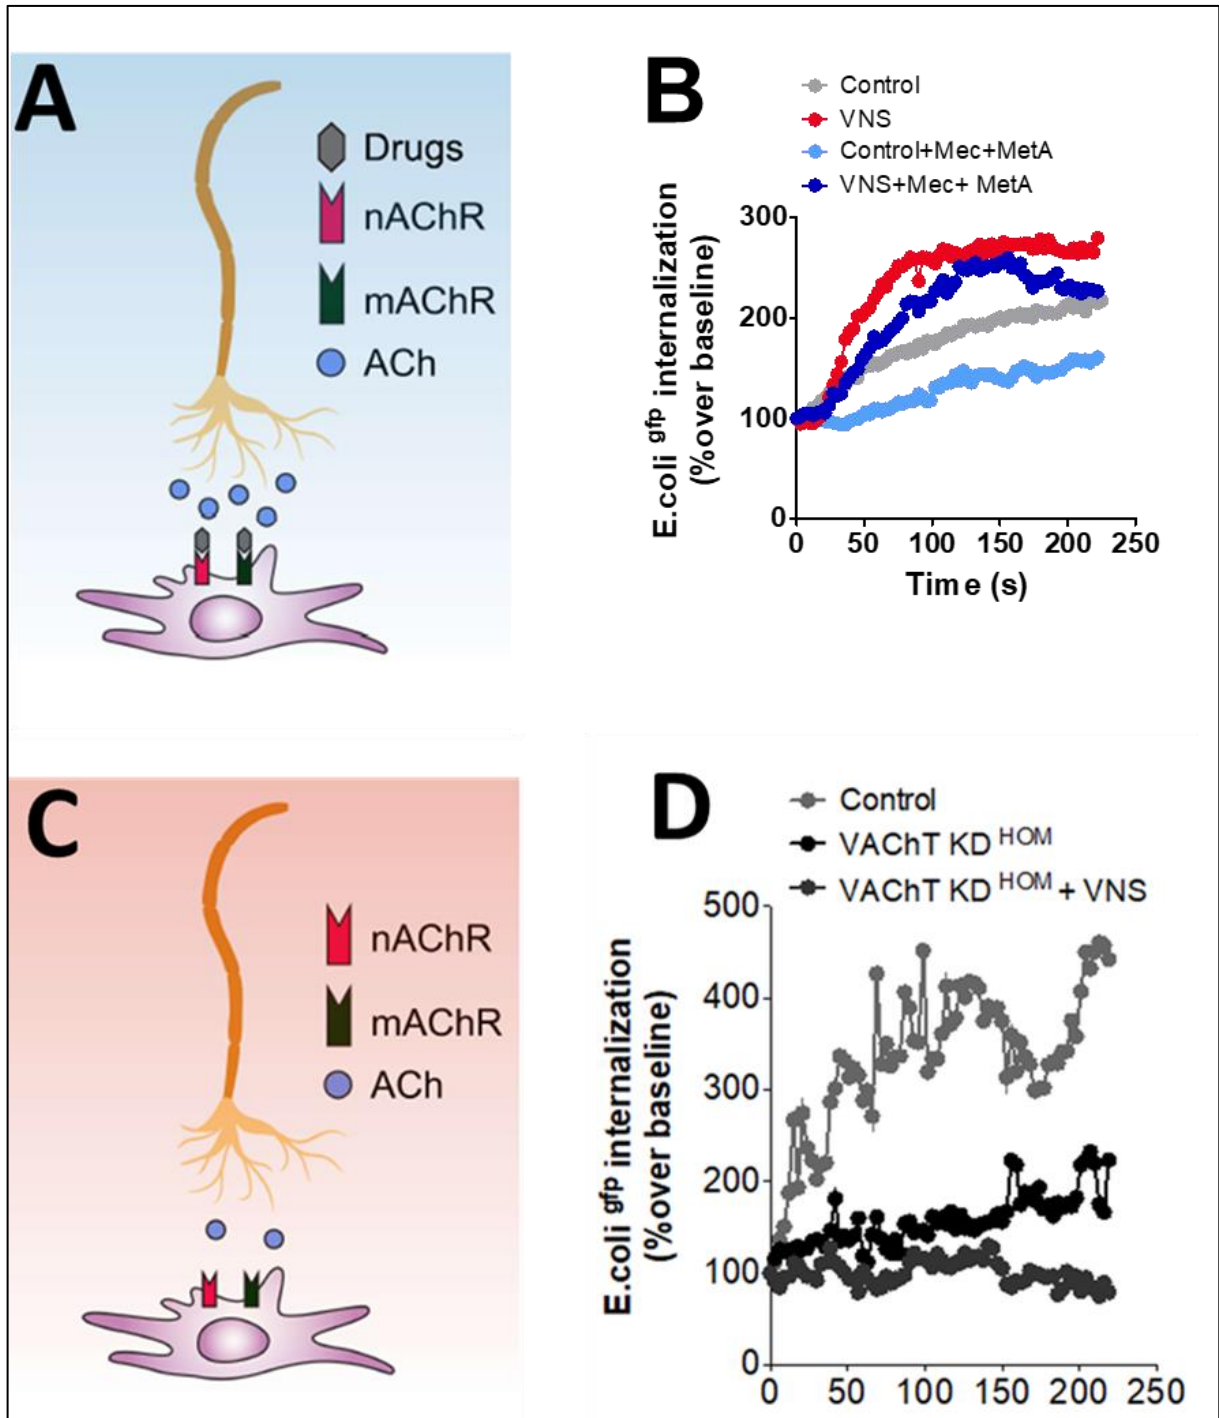 A
Drugs
nAChR
mAChR
ACh
B
Control
VNS
Control+Mec+MetA
VNS+Mec+ MetA
E.coli gfp internalization
(%over baseline)
300
200
100
0
0 50 100 150 200 250
Time (s)
C
nAChR
mAChR
ACh
D
Control
VAChT KD HOM
VAChT KD HOM + VNS
E.coli gfp internalization
(%over baseline)
500
400
300
200
100
0
0 50 100 150 200 250